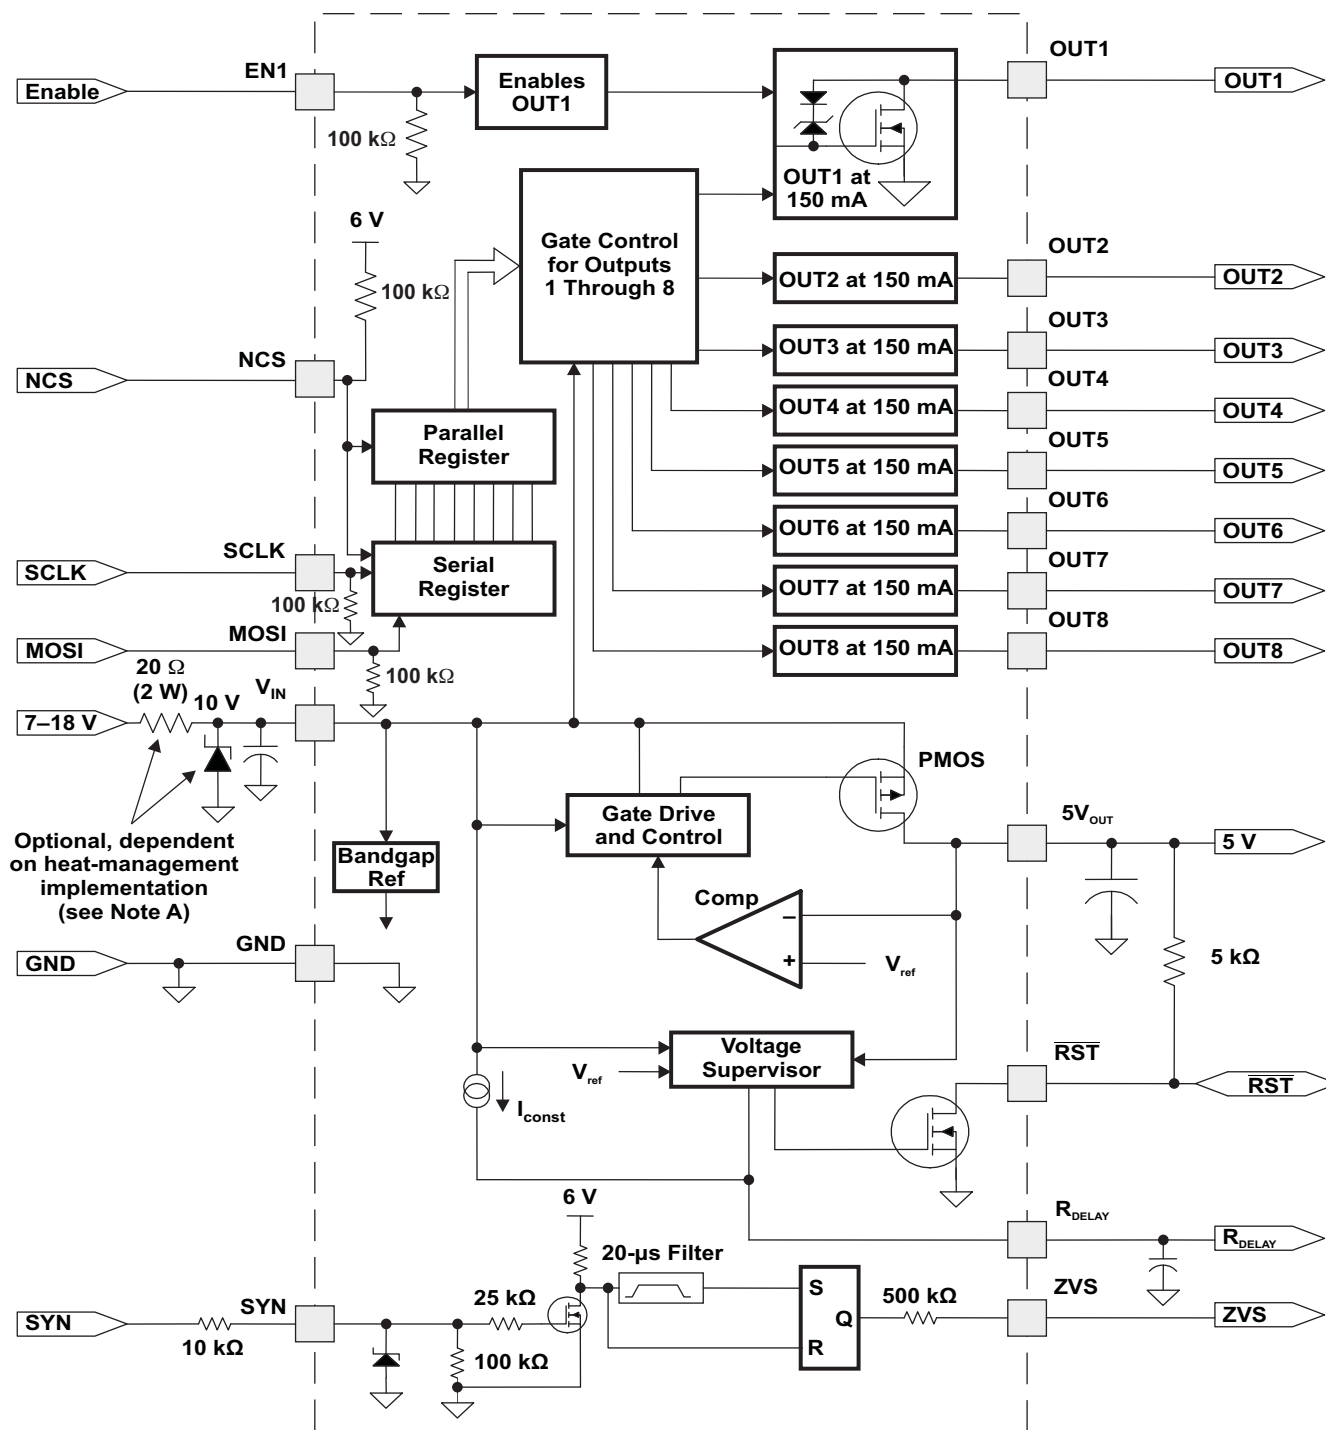 EN1
OUT1
Enable
Enables
OUT1
OUT1
100 kΩ
OUT1 at
150 mA
6 V
100 kΩ
Gate Control
for Outputs
1 Through 8
OUT2
OUT2 at 150 mA
OUT2
OUT3
OUT3 at 150 mA
OUT3
NCS
NCS
OUT4
OUT4 at 150 mA
OUT4
Parallel
Register
OUT5
OUT5 at 150 mA
OUT5
OUT6
OUT6 at 150 mA
OUT6
SCLK
SCLK
Serial
Register
100 kΩ
OUT7
OUT7 at 150 mA
OUT7
MOSI
MOSI
100 kΩ
OUT8
OUT8 at 150 mA
OUT8
20 Ω
(2 W)
10 V
VIN
7–18 V
PMOS
Optional, dependent
on heat-management
implementation
(see Note A)
Bandgap
Ref
Gate Drive
and Control
5VOUT
5 V
Comp
–
+
Vref
GND
GND
5 kΩ
Voltage
Supervisor
Vref
Iconst
RST
RST
6 V
RDELAY
RDELAY
20-μs Filter
SYN
SYN
10 kΩ
25 kΩ
100 kΩ
S
R
Q
500 kΩ
ZVS
ZVS